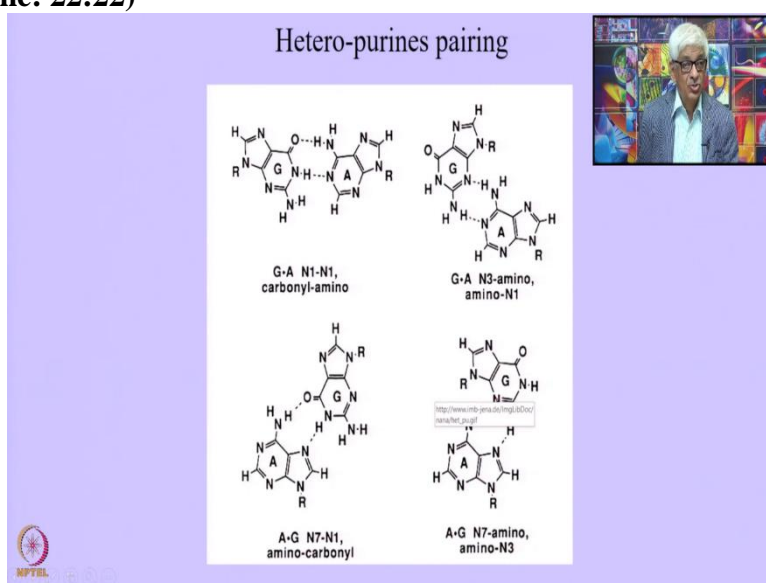 ne: 22:22)
Hetero-purines pairing
H N O H N H N H
R N G N H N A N R
N N H H
H
G·A N1-N1,
carbonyl-amino
H
N N R
O G N H H
H N N
H N H N A N H
H N R
G·A N3-amino,
amino-N1
H
N N R
O G N
H N H N N H
H
N A N H
H N N
R
A·G N7-N1,
amino-carbonyl
H N O
R N G N H
N
http://www.imb-jena.de/ImgLibDoc/
nana/het_pu.gif
N H
N A N H
H N N
R
A·G N7-amino,
amino-N3
NPTEL